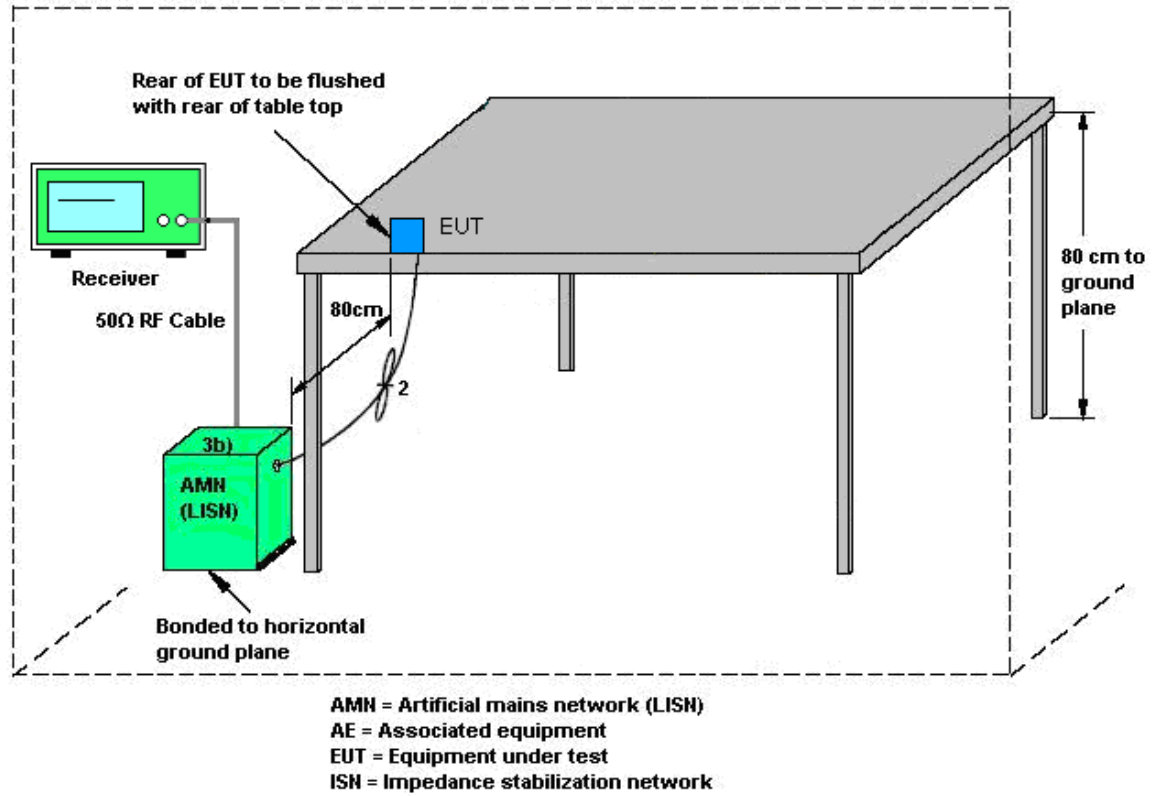 Rear of EUT to be flushed
with rear of table top
EUT
Receiver
50Ω RF Cable
80cm
80 cm to
ground
plane
2
3b)
AMN
(LISN)
Bonded to horizontal
ground plane
AMN = Artificial mains network (LISN)
AE = Associated equipment
EUT = Equipment under test
ISN = Impedance stabilization network